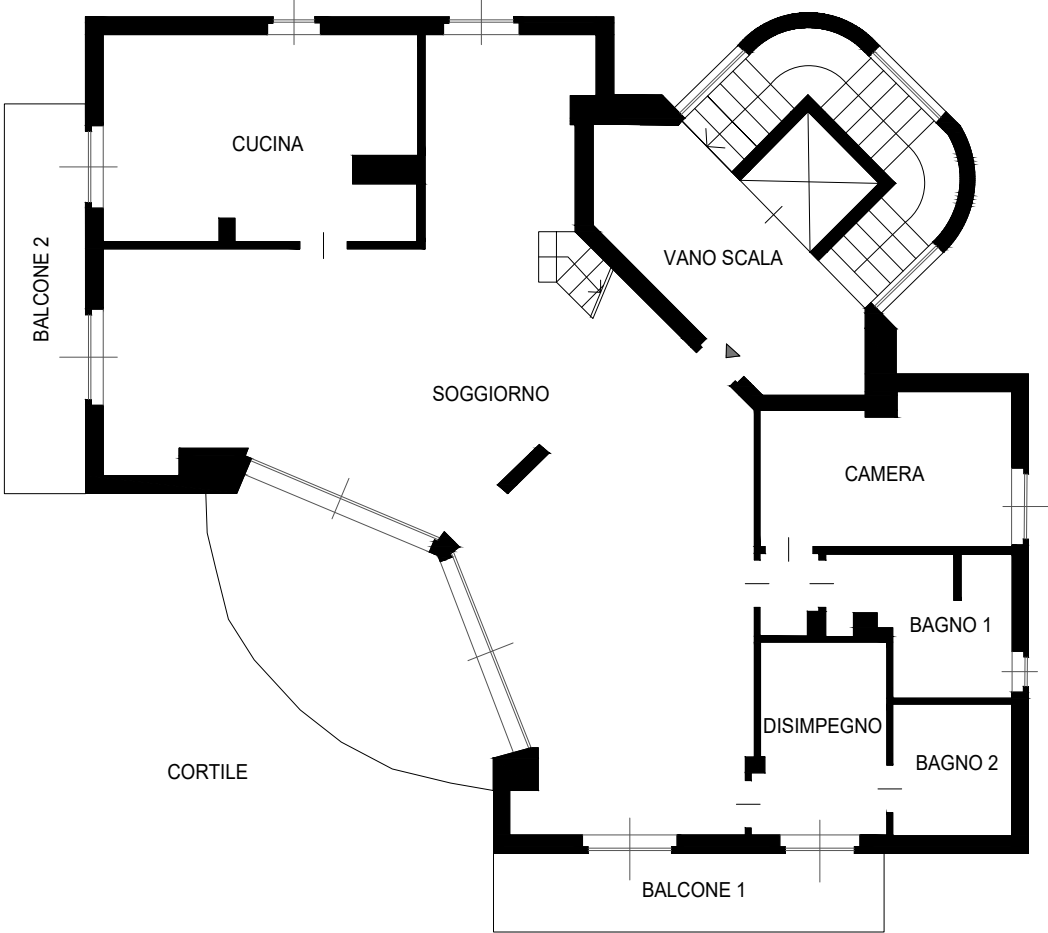 CUCINA
BALCONE 2
VANO SCALA
SOGGIORNO
CAMERA
BAGNO 1
DISIMPEGNO
BAGNO 2
CORTILE
BALCONE 1